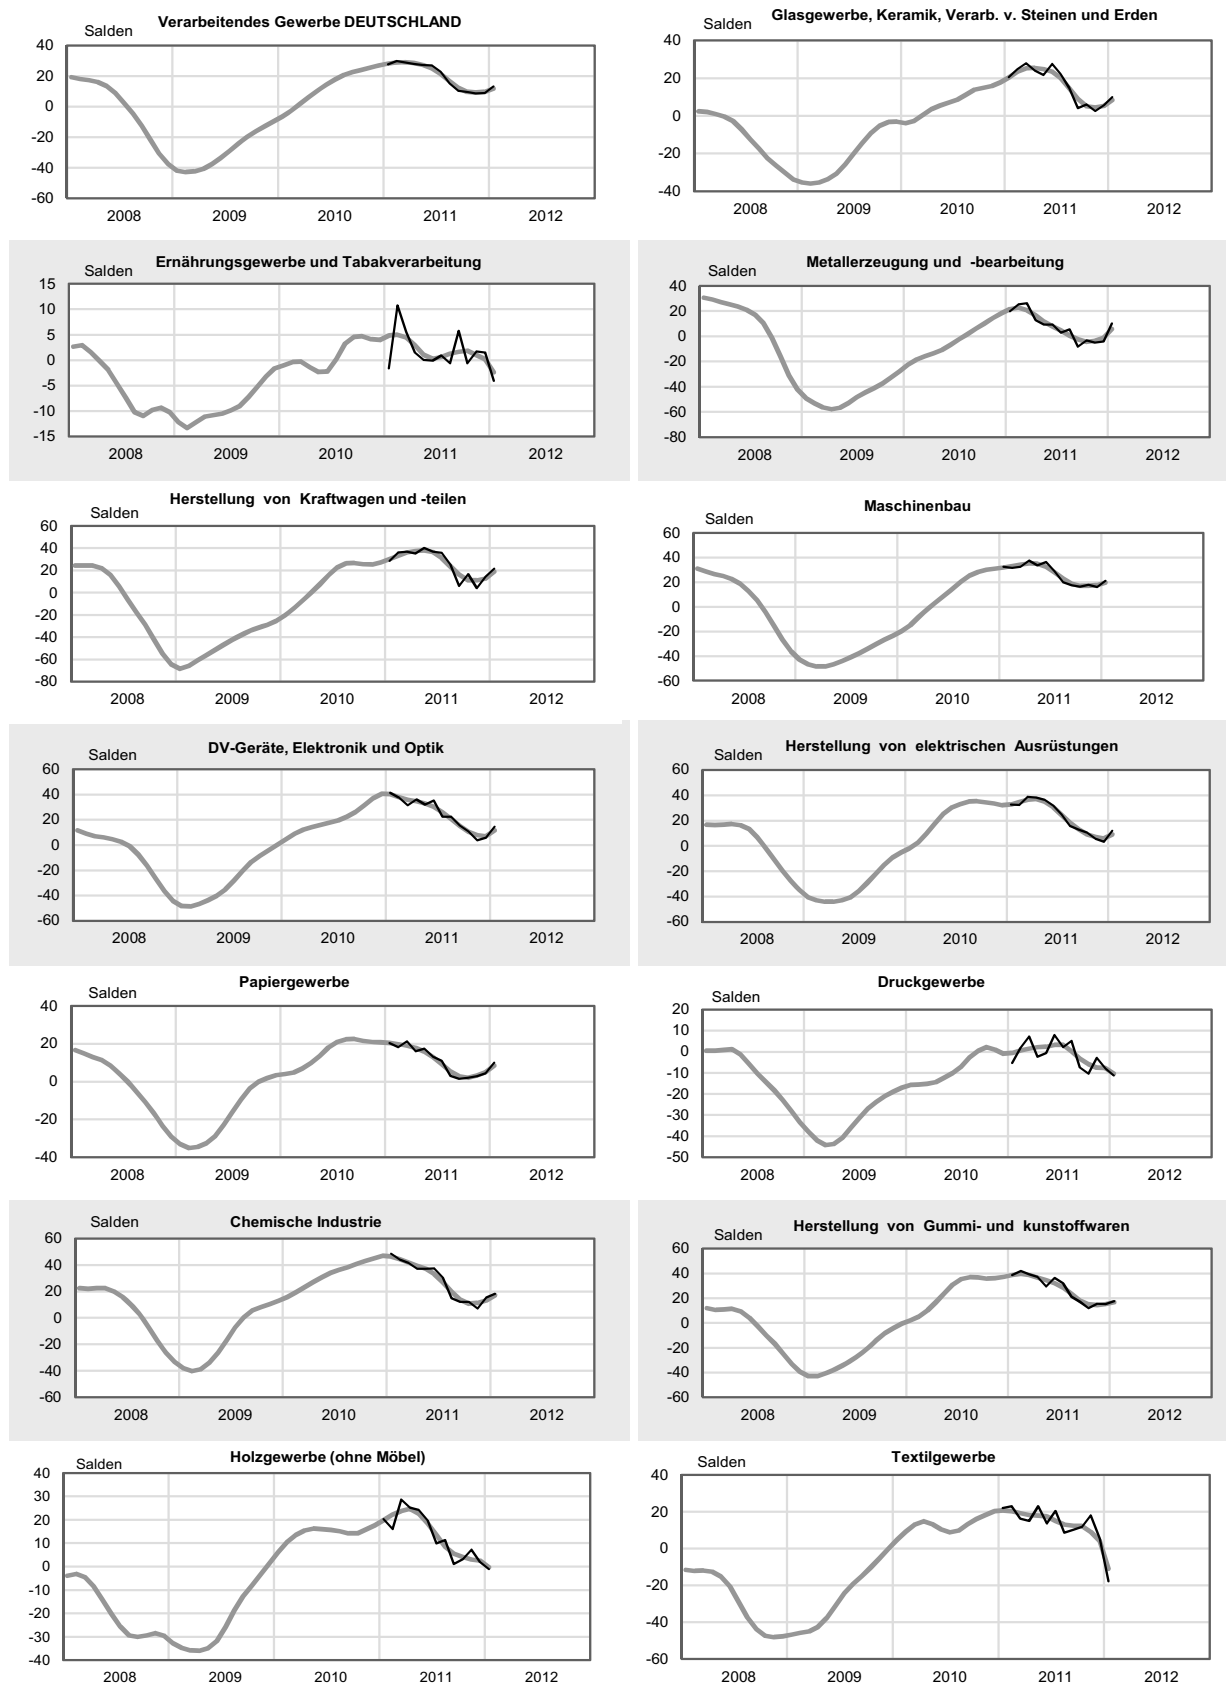 Verarbeitendes Gewerbe DEUTSCHLAND
Salden
40
20
0
-20
-40
-60
2008 2009 2010 2011 2012
Glasgewerbe, Keramik, Verarb. v. Steinen und Erden
Salden
40
20
0
-20
-40
2008 2009 2010 2011 2012
Ernährungsgewerbe und Tabakverarbeitung
Salden
15
10
5
0
-5
-10
-15
2008 2009 2010 2011 2012
Metallerzeugung und -bearbeitung
Salden
40
20
0
-20
-40
-60
-80
2008 2009 2010 2011 2012
Herstellung von Kraftwagen und -teilen
Salden
60
40
20
0
-20
-40
-60
-80
2008 2009 2010 2011 2012
Maschinenbau
Salden
60
40
20
0
-20
-40
-60
2008 2009 2010 2011 2012
DV-Geräte, Elektronik und Optik
Salden
60
40
20
0
-20
-40
-60
2008 2009 2010 2011 2012
Herstellung von elektrischen Ausrüstungen
Salden
60
40
20
0
-20
-40
-60
2008 2009 2010 2011 2012
Papiergewerbe
Salden
40
20
0
-20
-40
2008 2009 2010 2011 2012
Druckgewerbe
Salden
20
10
0
-10
-20
-30
-40
-50
2008 2009 2010 2011 2012
Chemische Industrie
Salden
60
40
20
0
-20
-40
-60
2008 2009 2010 2011 2012
Herstellung von Gummi- und kunstoffwaren
Salden
60
40
20
0
-20
-40
-60
2008 2009 2010 2011 2012
Holzgewerbe (ohne Möbel)
Salden
40
30
20
10
0
-10
-20
-30
-40
2008 2009 2010 2011 2012
Textilgewerbe
Salden
40
20
0
-20
-40
-60
2008 2009 2010 2011 2012